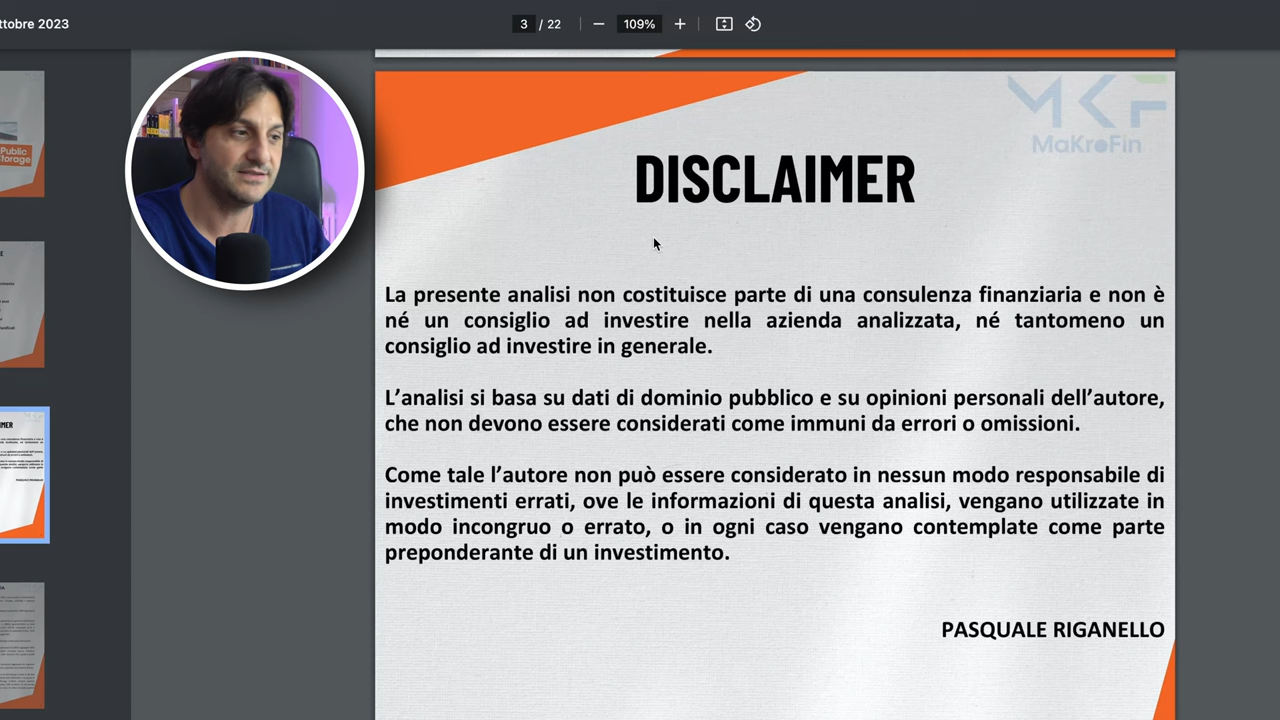 ttobre 2023
3 / 22
109%
Public
Storage
MKF
MaKroFin
DISCLAIMER
La presente analisi non costituisce parte di una consulenza finanziaria e non è
né un consiglio ad investire nella azienda analizzata, né tantomeno un
consiglio ad investire in generale.
L’analisi si basa su dati di dominio pubblico e su opinioni personali dell’autore,
che non devono essere considerati come immuni da errori o omissioni.
Come tale l’autore non può essere considerato in nessun modo responsabile di
investimenti errati, ove le informazioni di questa analisi, vengano utilizzate in
modo incongruo o errato, o in ogni caso vengano contemplate come parte
preponderante di un investimento.
PASQUALE RIGANELLO